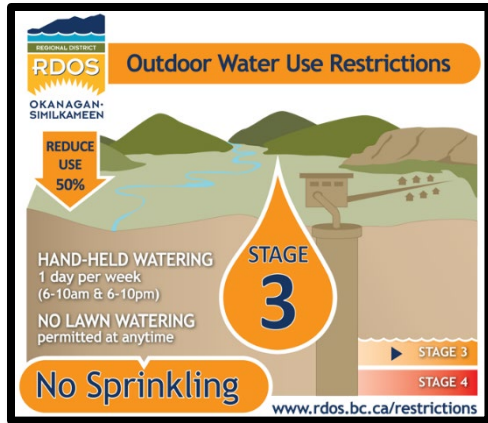 REGIONAL DISTRICT
RDOS
OKANAGAN-
SIMILKAMEEN
Outdoor Water Use Restrictions
REDUCE
USE
50%
HAND-HELD WATERING
1 day per week
(6-10am & 6-10pm)
NO LAWN WATERING
permitted at anytime
No Sprinkling
STAGE
3
STAGE 3
STAGE 4
www.rdos.bc.ca/restrictions